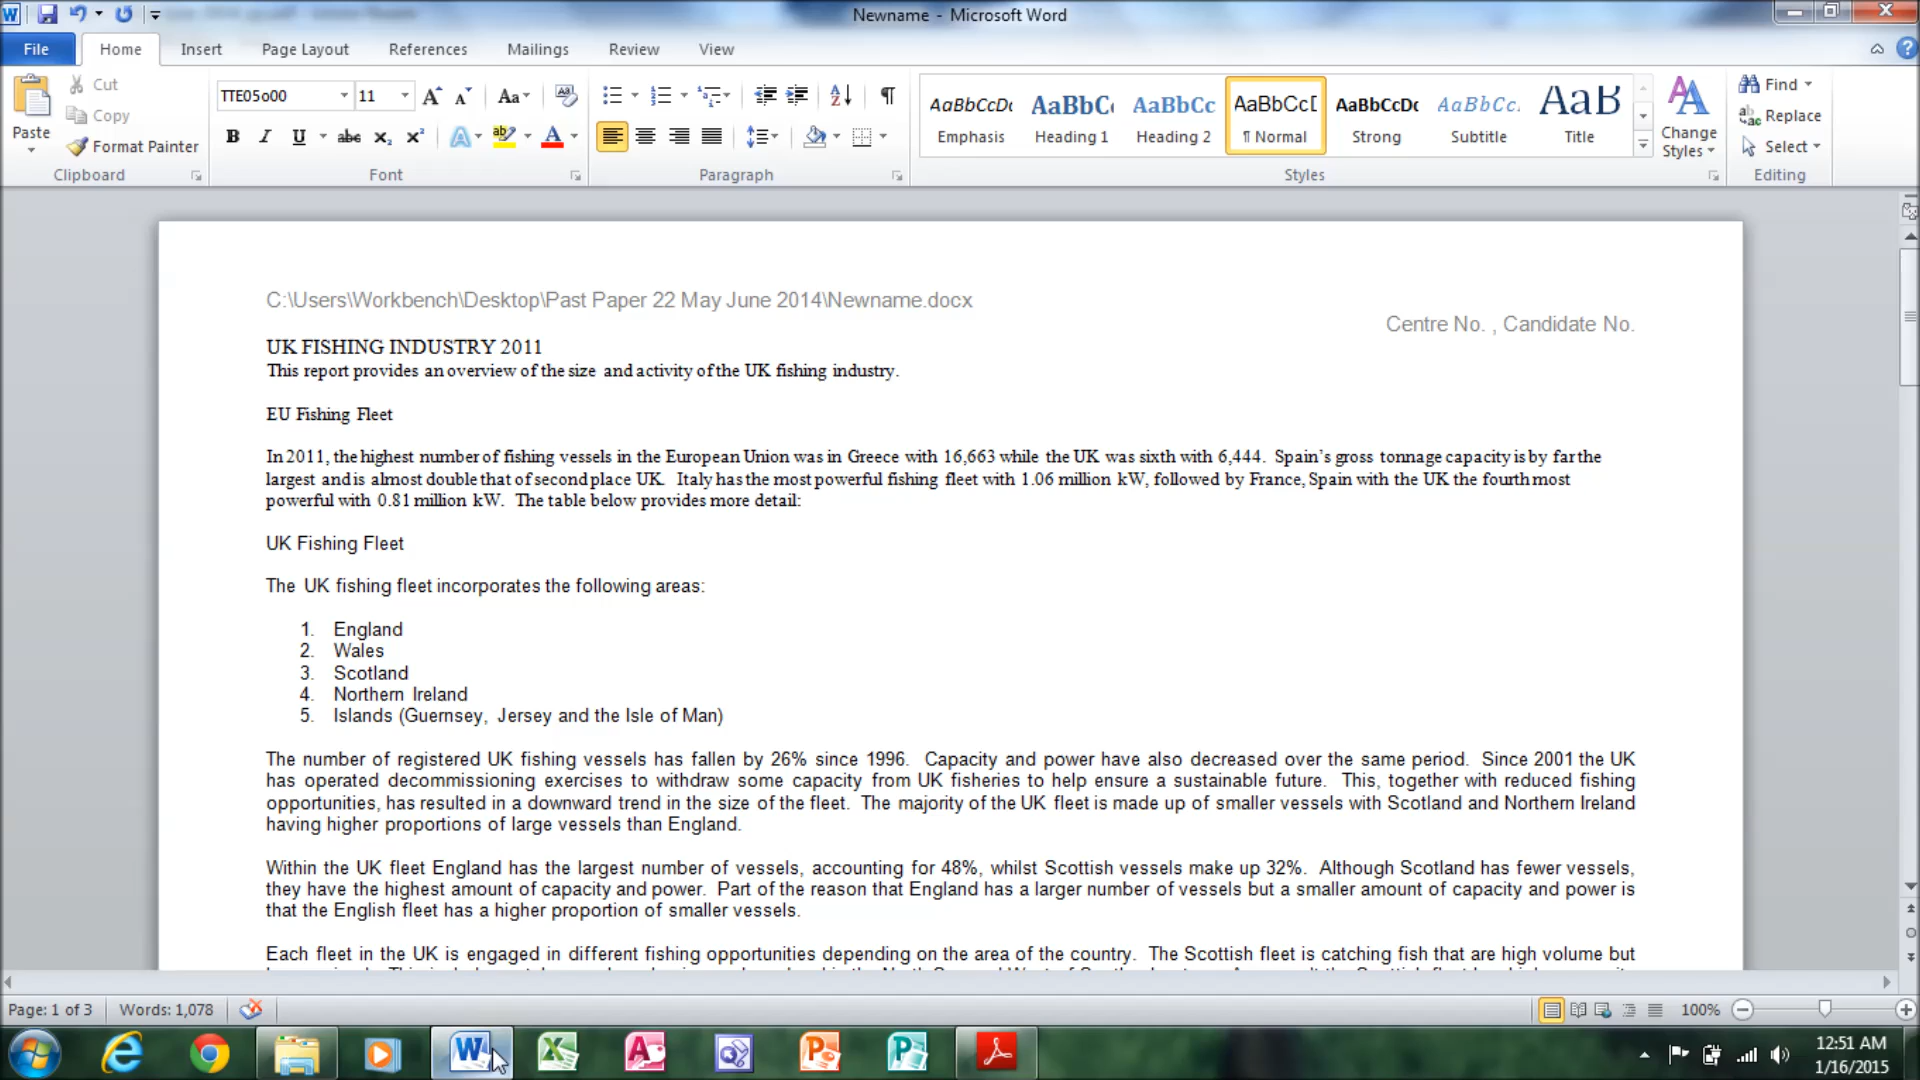 Newname - Microsoft Word
File Home Insert Page Layout References Mailings Review View
Paste
Cut
Copy
Format Painter
Clipboard
TTE05o00 11
Font
Paragraph
AaBbCcDc AaBbC AaBbCc AaBbCcD AaBbCcDc AaBbCc. AaB
Emphasis Heading 1 Heading 2 ¶ Normal Strong Subtitle Title
Change
Styles
Styles
Find
Replace
Select
Editing
C:\Users\Workbench\Desktop\Past Paper 22 May June 2014\Newname.docx
Centre No. , Candidate No.
UK FISHING INDUSTRY 2011
This report provides an overview of the size and activity of the UK fishing industry.
EU Fishing Fleet
In 2011, the highest number of fishing vessels in the European Union was in Greece with 16,663 while the UK was sixth with 6,444. Spain’s gross tonnage capacity is by far the
largest and is almost double that of second place UK. Italy has the most powerful fishing fleet with 1.06 million kW, followed by France, Spain with the UK the fourth most
powerful with 0.81 million kW. The table below provides more detail:
UK Fishing Fleet
The UK fishing fleet incorporates the following areas:
1. England
2. Wales
3. Scotland
4. Northern Ireland
5. Islands (Guernsey, Jersey and the Isle of Man)
The number of registered UK fishing vessels has fallen by 26% since 1996. Capacity and power have also decreased over the same period. Since 2001 the UK
has operated decommissioning exercises to withdraw some capacity from UK fisheries to help ensure a sustainable future. This, together with reduced fishing
opportunities, has resulted in a downward trend in the size of the fleet. The majority of the UK fleet is made up of smaller vessels with Scotland and Northern Ireland
having higher proportions of large vessels than England.
Within the UK fleet England has the largest number of vessels, accounting for 48%, whilst Scottish vessels make up 32%. Although Scotland has fewer vessels,
they have the highest amount of capacity and power. Part of the reason that England has a larger number of vessels but a smaller amount of capacity and power is
that the English fleet has a higher proportion of smaller vessels.
Each fleet in the UK is engaged in different fishing opportunities depending on the area of the country. The Scottish fleet is catching fish that are high volume but
Page: 1 of 3 Words: 1,078 100%
12:51 AM
1/16/2015